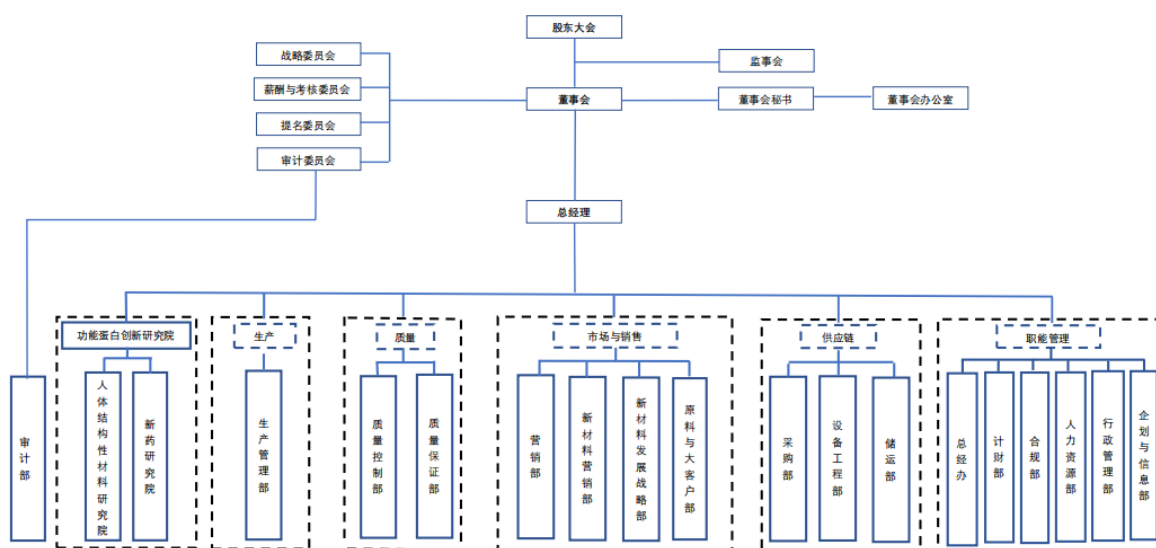 股东大会
战略委员会
监事会
薪酬与考核委员会
董事会
董事会秘书
董事会办公室
提名委员会
审计委员会
总经理
功能蛋白创新研究院
生产
质量
市场与销售
供应链
职能管理
审计部
人体结构性材料研究院
新药研究院
生产管理部
质量控制部
质量保证部
营销部
新材料营销部
新材料发展战略部
原料与大客户部
采购部
设备工程部
储运部
总经办
计财部
合规部
人力资源部
行政管理部
企划与信息部